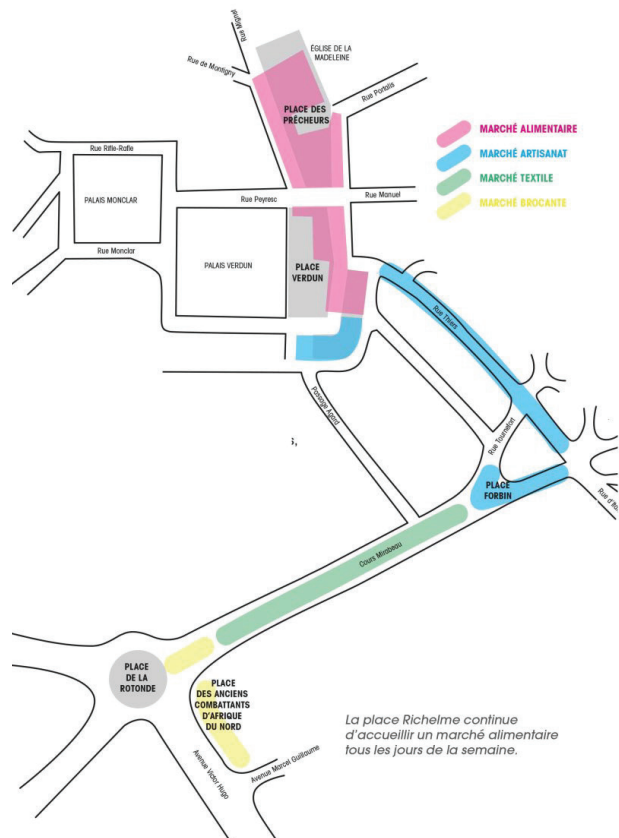 Rue Mignet
ÉGLISE DE LA
MADELEINE
Rue de Montigny
Rue Portalis
PLACE DES
PRÊCHEURS
MARCHÉ ALIMENTAIRE
MARCHÉ ARTISANAT
MARCHÉ TEXTILE
MARCHÉ BROCANTE
Rue Rifle-Rafle
PALAIS MONCLAR
Rue Peyresc
Rue Manuel
Rue Monclar
PALAIS VERDUN
PLACE
VERDUN
Rue Thiers
Passage Agard
s,
Rue Tournefort
PLACE
FORBIN
Rue d'
Cours Mirabeau
PLACE
DE LA
ROTONDE
PLACE
DES ANCIENS
COMBATTANTS
D'AFRIQUE
DU NORD
Avenue Victor Hugo
Avenue Marcel Guillaume
La place Richelme continue
d'accueillir un marché alimentaire
tous les jours de la semaine.